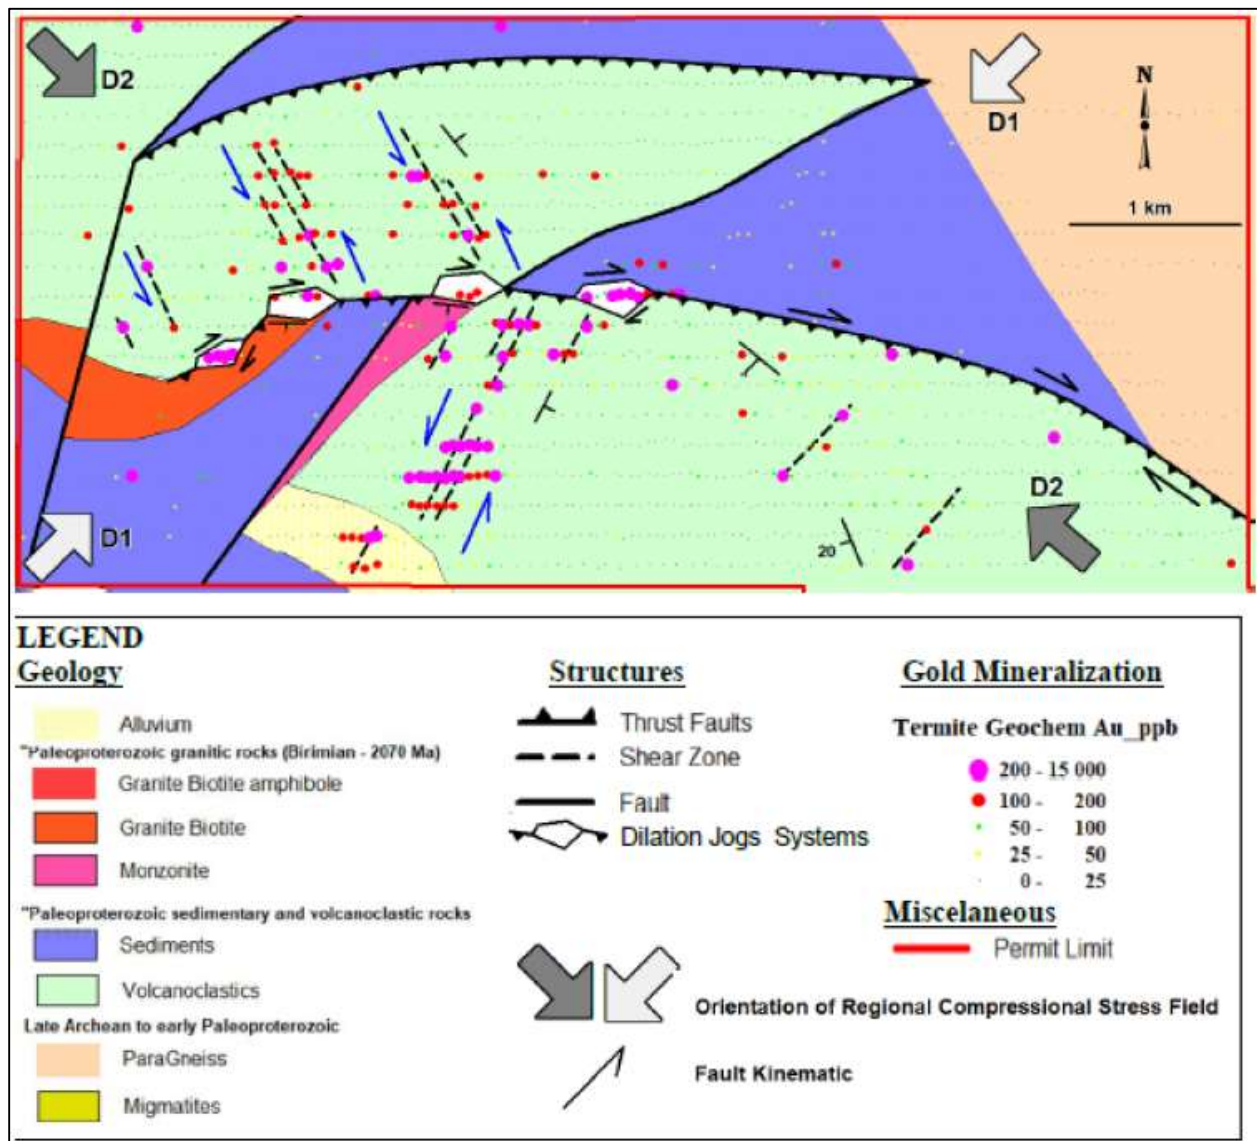 D2
D1
N
1 km
D1
D2
20
LEGEND
Geology
Alluvium
"Paleoproterozoic granitic rocks (Birimian - 2070 Ma)
Granite Biotite amphibole
Granite Biotite
Monzonite
"Paleoproterozoic sedimentary and volcanoclastic rocks
Sediments
Volcanoclastics
Late Archean to early Paleoproterozoic
ParaGneiss
Migmatites
Structures
Thrust Faults
Shear Zone
Fault
Dilation Jogs Systems
Orientation of Regional Compressional Stress Field
Fault Kinematic
Gold Mineralization
Termite Geochem Au_ppb
200 - 15 000
100 - 200
50 - 100
25 - 50
0 - 25
Miscelaneous
Permit Limit